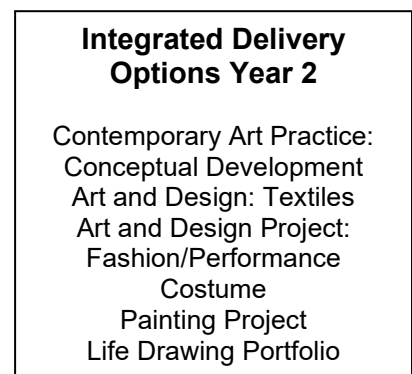 Integrated Delivery
Options Year 2
Contemporary Art Practice:
Conceptual Development
Art and Design: Textiles
Art and Design Project:
Fashion/Performance
Costume
Painting Project
Life Drawing Portfolio